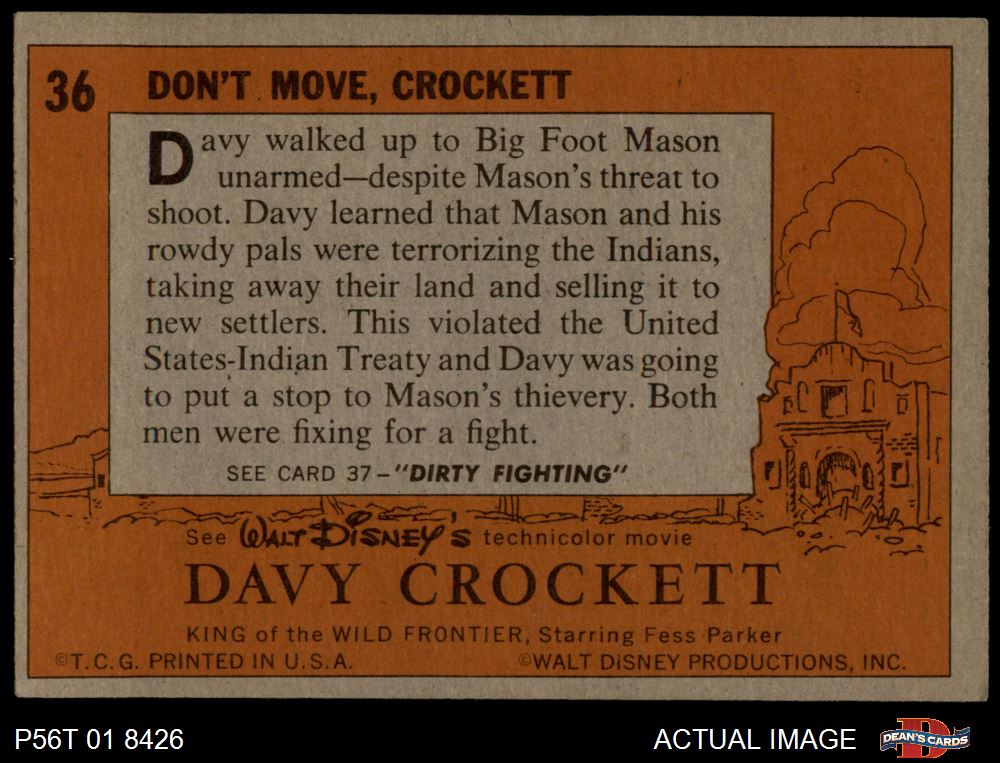 36 DON'T MOVE, CROCKETT
Davy walked up to Big Foot Mason
unarmed—despite Mason's threat to
shoot. Davy learned that Mason and his
rowdy pals were terrorizing the Indians,
taking away their land and selling it to
new settlers. This violated the United
States-Indian Treaty and Davy was going
to put a stop to Mason's thievery. Both
men were fixing for a fight.
SEE CARD 37–"DIRTY FIGHTING"
See WALT DiSNEY'S technicolor movie
DAVY CROCKETT
KING of the WILD FRONTIER, Starring Fess Parker
©T.C.G. PRINTED IN U.S.A. ©WALT DiSNEY PRODUCTIONS, INC.
P56T 01 8426 ACTUAL IMAGE D DEAN'S CARDS